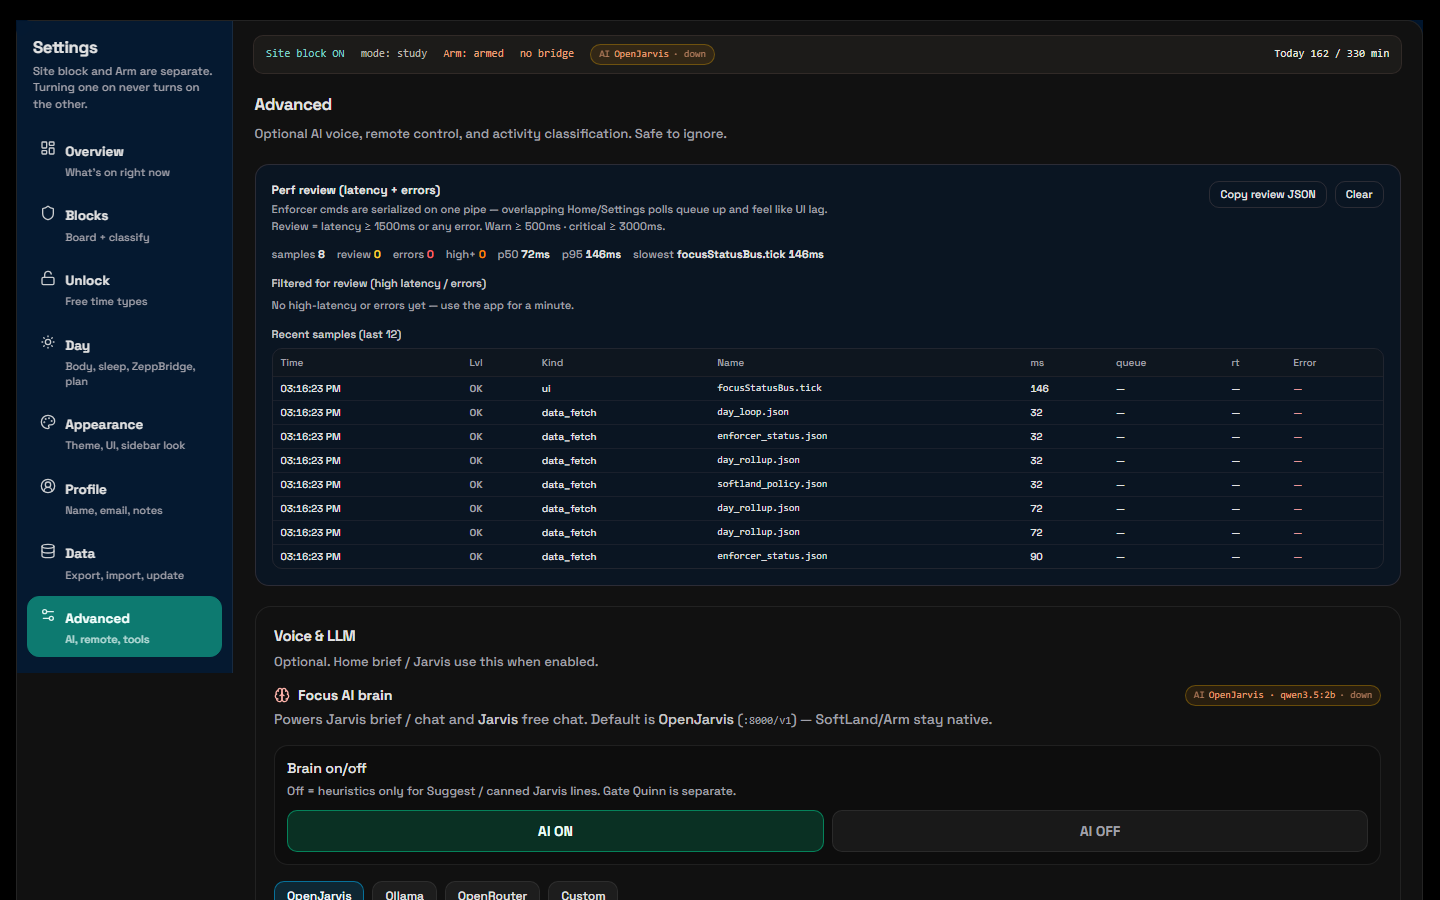 Settings
Site block and Arm are separate.
Turning one on never turns on
the other.
Overview
What's on right now
Blocks
Board + classify
Unlock
Free time types
Day
Body, sleep, ZeppBridge,
plan
Appearance
Theme, UI, sidebar look
Profile
Name, email, notes
Data
Export, import, update
Advanced
AI, remote, tools
Site block ON mode: study Arm: armed no bridge AI OpenJarvis · down Today 162 / 330 min
Advanced
Optional AI voice, remote control, and activity classification. Safe to ignore.
Perf review (latency + errors)
Copy review JSON Clear
Enforcer cmds are serialized on one pipe — overlapping Home/Settings polls queue up and feel like UI lag.
Review = latency ≥ 1500ms or any error. Warn ≥ 500ms · critical ≥ 3000ms.
samples 8 review 0 errors 0 high+ 0 p50 72ms p95 146ms slowest focusStatusBus.tick 146ms
Filtered for review (high latency / errors)
No high-latency or errors yet — use the app for a minute.
Recent samples (last 12)
Time Lvl Kind Name ms queue rt Error
03:16:23 PM OK ui focusStatusBus.tick 146 — — —
03:16:23 PM OK data_fetch day_loop.json 32 — — —
03:16:23 PM OK data_fetch enforcer_status.json 32 — — —
03:16:23 PM OK data_fetch day_rollup.json 32 — — —
03:16:23 PM OK data_fetch softland_policy.json 32 — — —
03:16:23 PM OK data_fetch day_rollup.json 72 — — —
03:16:23 PM OK data_fetch day_rollup.json 72 — — —
03:16:23 PM OK data_fetch enforcer_status.json 90 — — —
Voice & LLM
Optional. Home brief / Jarvis use this when enabled.
Focus AI brain
AI OpenJarvis · qwen3.5:2b · down
Powers Jarvis brief / chat and Jarvis free chat. Default is OpenJarvis (:8000/v1) — SoftLand/Arm stay native.
Brain on/off
Off = heuristics only for Suggest / canned Jarvis lines. Gate Quinn is separate.
AI ON AI OFF
OpenJarvis Ollama OpenRouter Custom